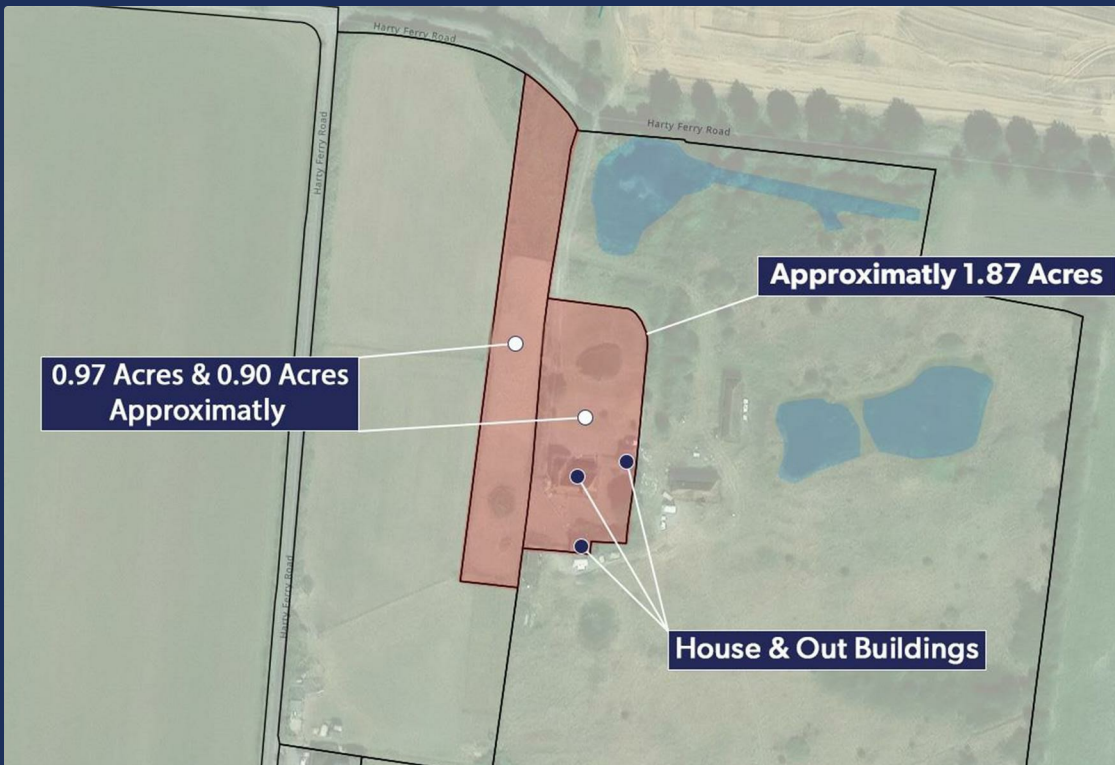 Harty Ferry Road
Harty Ferry Road
Harty Ferry Road
Approximatly 1.87 Acres
0.97 Acres & 0.90 Acres
Approximatly
Harty Ferry Road
House & Out Buildings